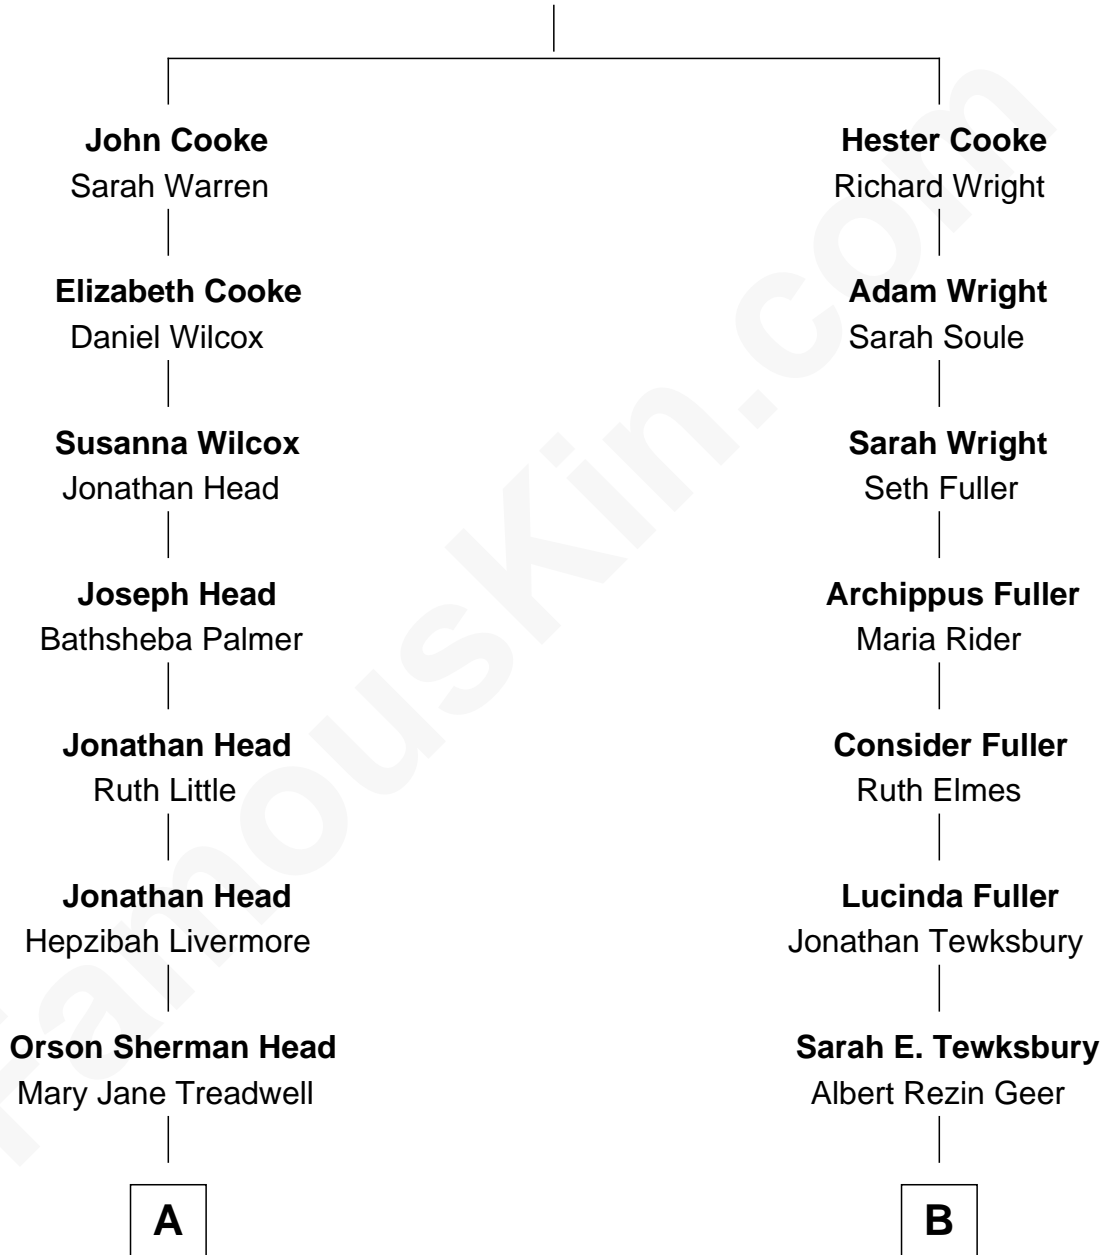 John Cooke
Sarah Warren
Elizabeth Cooke
Daniel Wilcox
Susanna Wilcox
Jonathan Head
Joseph Head
Bathsheba Palmer
Jonathan Head
Ruth Little
Jonathan Head
Hepzibah Livermore
Orson Sherman Head
Mary Jane Treadwell
A
Hester Cooke
Richard Wright
Adam Wright
Sarah Soule
Sarah Wright
Seth Fuller
Archippus Fuller
Maria Rider
Consider Fuller
Ruth Elmes
Lucinda Fuller
Jonathan Tewksbury
Sarah E. Tewksbury
Albert Rezin Geer
B
FamousKin.com